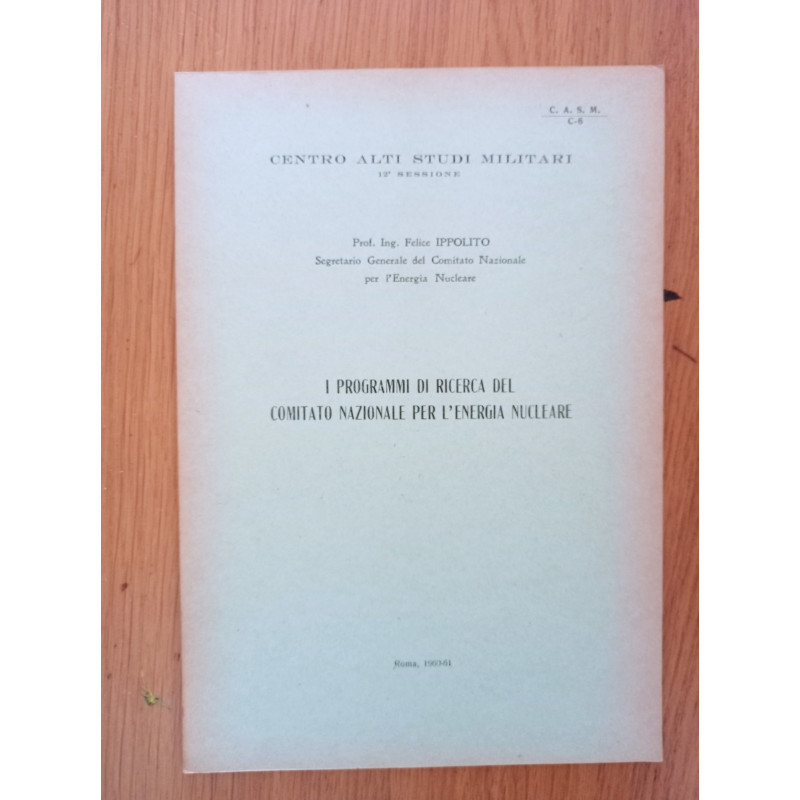 C. A. S. M.
C-6
CENTRO ALTI STUDI MILITARI
12ª SESSIONE
Prof. Ing. Felice IPPOLITO
Segretario Generale del Comitato Nazionale
per l'Energia Nucleare
I PROGRAMMI DI RICERCA DEL
COMITATO NAZIONALE PER L'ENERGIA NUCLEARE
Roma, 1960-61